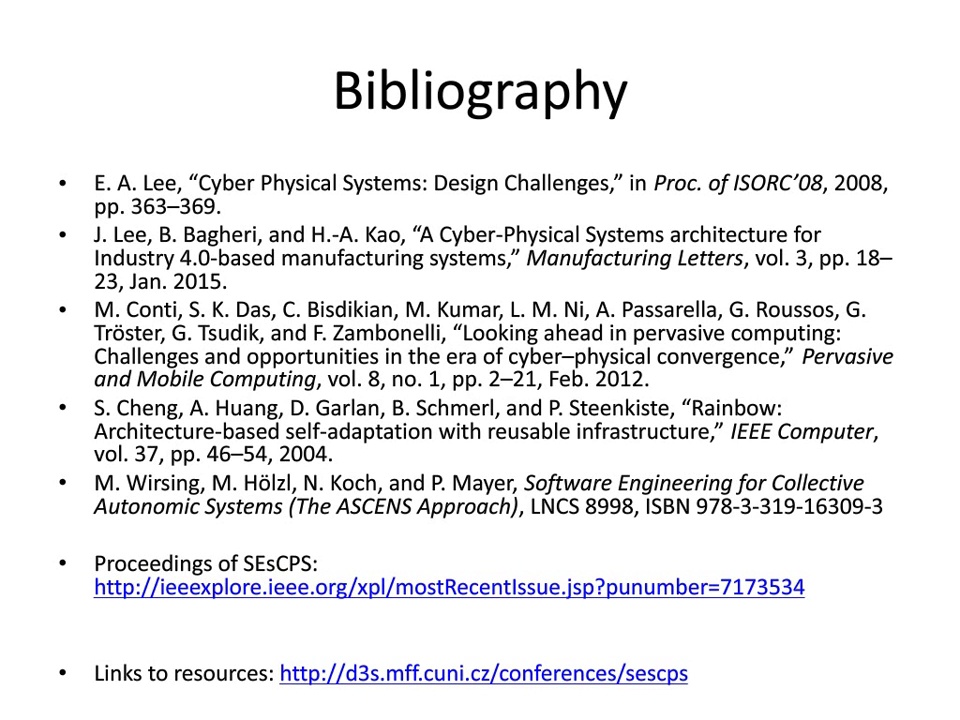 Bibliography
• E. A. Lee, “Cyber Physical Systems: Design Challenges,” in Proc. of ISORC’08, 2008,
pp. 363–369.
• J. Lee, B. Bagheri, and H.-A. Kao, “A Cyber-Physical Systems architecture for
Industry 4.0-based manufacturing systems,” Manufacturing Letters, vol. 3, pp. 18–
23, Jan. 2015.
• M. Conti, S. K. Das, C. Bisdikian, M. Kumar, L. M. Ni, A. Passarella, G. Roussos, G.
Tröster, G. Tsudik, and F. Zambonelli, “Looking ahead in pervasive computing:
Challenges and opportunities in the era of cyber–physical convergence,” Pervasive
and Mobile Computing, vol. 8, no. 1, pp. 2–21, Feb. 2012.
• S. Cheng, A. Huang, D. Garlan, B. Schmerl, and P. Steenkiste, “Rainbow:
Architecture-based self-adaptation with reusable infrastructure,” IEEE Computer,
vol. 37, pp. 46–54, 2004.
• M. Wirsing, M. Hölzl, N. Koch, and P. Mayer, Software Engineering for Collective
Autonomic Systems (The ASCENS Approach), LNCS 8998, ISBN 978-3-319-16309-3
• Proceedings of SEsCPS:
http://ieeexplore.ieee.org/xpl/mostRecentIssue.jsp?punumber=7173534
• Links to resources: http://d3s.mff.cuni.cz/conferences/sescps